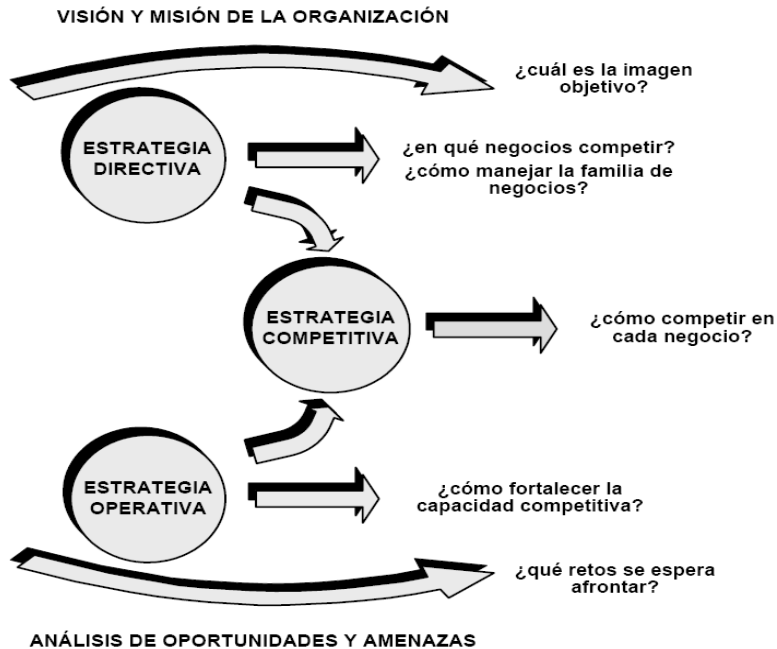 VISIÓN Y MISIÓN DE LA ORGANIZACIÓN
¿cuál es la imagen
objetivo?
ESTRATEGIA
DIRECTIVA
¿en qué negocios competir?
¿cómo manejar la familia de
negocios?
ESTRATEGIA
COMPETITIVA
¿cómo competir en
cada negocio?
ESTRATEGIA
OPERATIVA
¿cómo fortalecer la
capacidad competitiva?
¿qué retos se espera
afrontar?
ANÁLISIS DE OPORTUNIDADES Y AMENAZAS